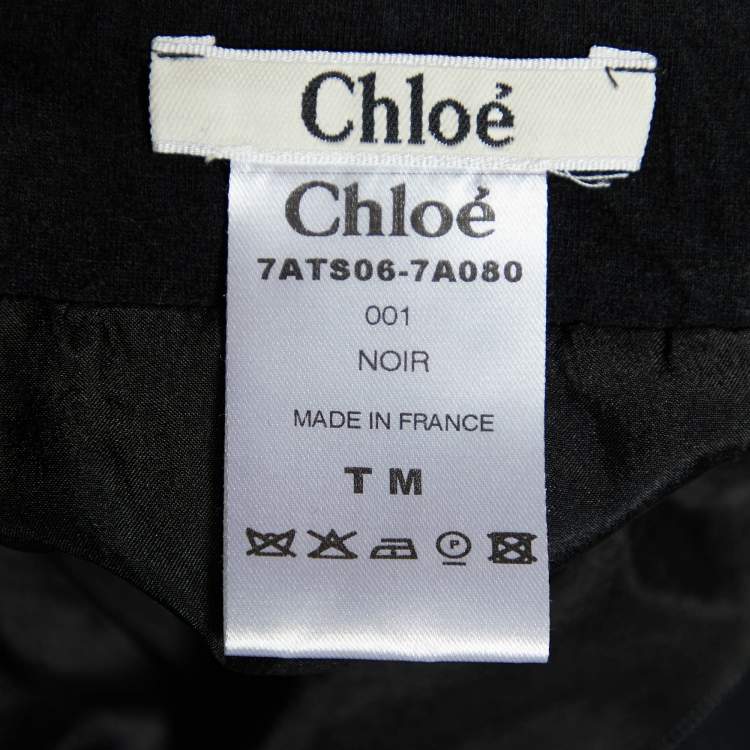 Chloé
Chloé
7ATS06-7A080
001
NOIR
MADE IN FRANCE
T M
P